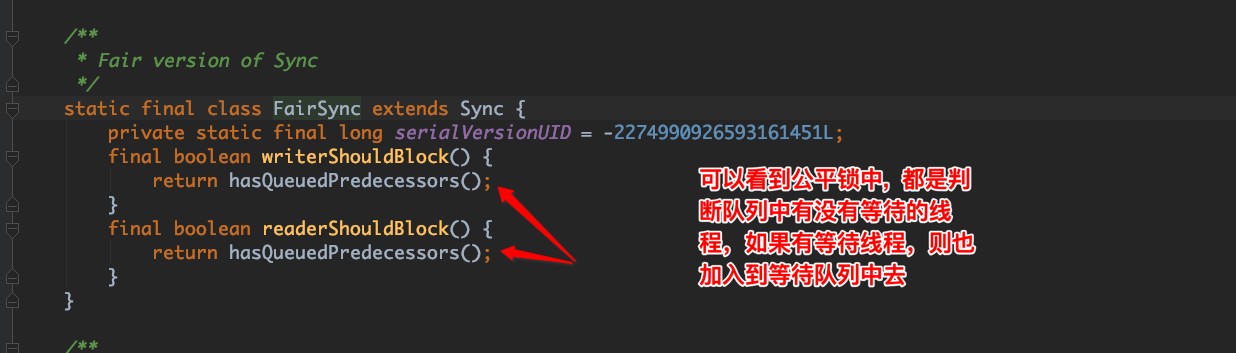 /**
* Fair version of Sync
*/
static final class FairSync extends Sync {
private static final long serialVersionUID = -2274990926593161451L;
final boolean writerShouldBlock() {
return hasQueuedPredecessors();
}
final boolean readerShouldBlock() {
return hasQueuedPredecessors();
}
}
/**
可以看到公平锁中，都是判
断队列中有没有等待的线
程，如果有等待线程，则也
加入到等待队列中去